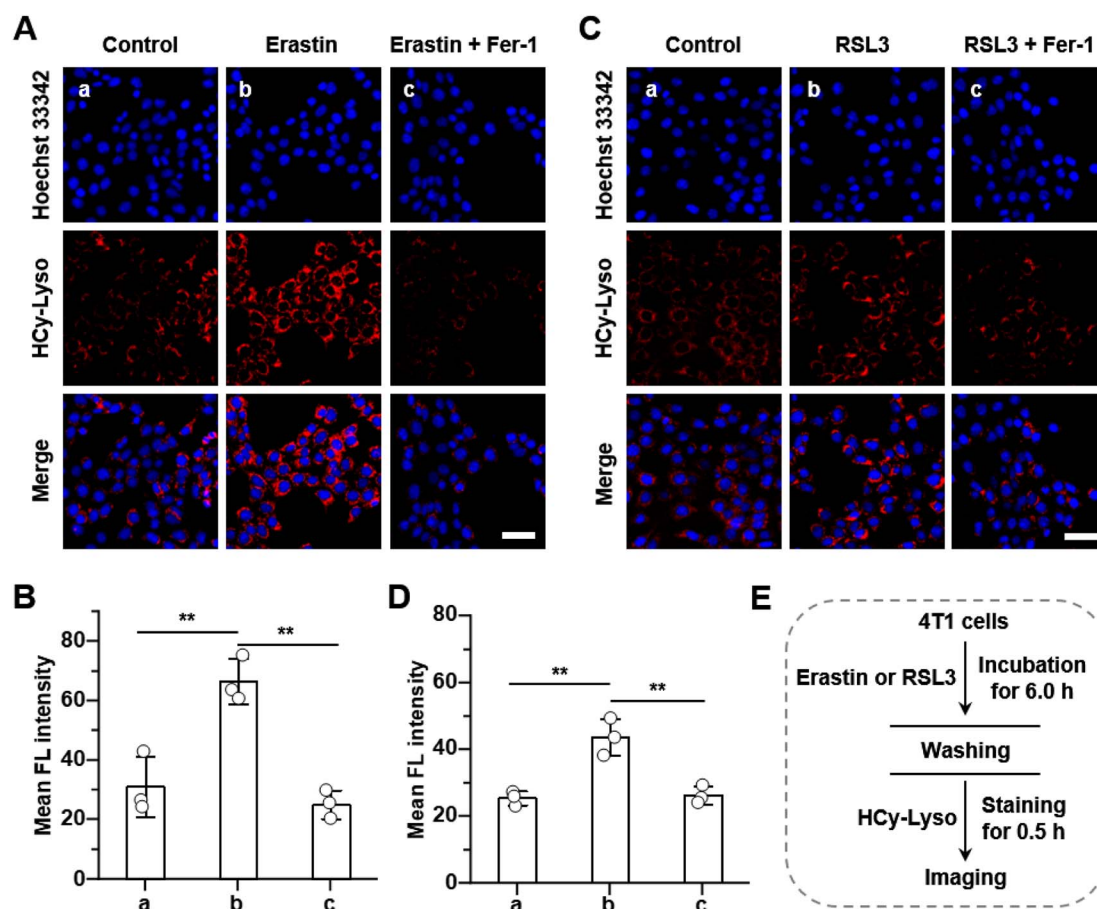 A
Control
Erastin
Erastin + Fer-1
Hoechst 33342
a
b
c
HCy-Lyso
Merge
C
Control
RSL3
RSL3 + Fer-1
Hoechst 33342
a
b
c
HCy-Lyso
Merge
B
Mean FL intensity
80
60
40
20
0
**
**
a
b
c
D
Mean FL intensity
80
60
40
20
0
**
**
a
b
c
E
4T1 cells
Erastin or RSL3
Incubation
for 6.0 h
Washing
HCy-Lyso
Staining
for 0.5 h
Imaging